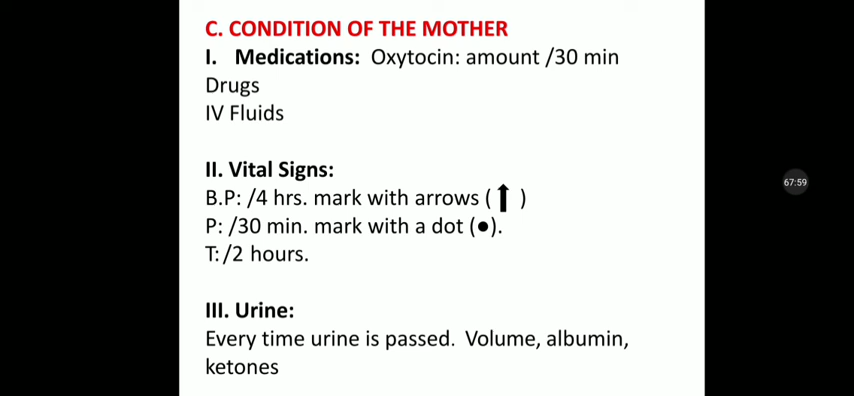 C. CONDITION OF THE MOTHER
I. Medications: Oxytocin: amount /30 min
Drugs
IV Fluids
II. Vital Signs:
B.P: /4 hrs. mark with arrows (⬆)
P: /30 min. mark with a dot (●).
T: /2 hours.
67:59
III. Urine:
Every time urine is passed. Volume, albumin,
ketones